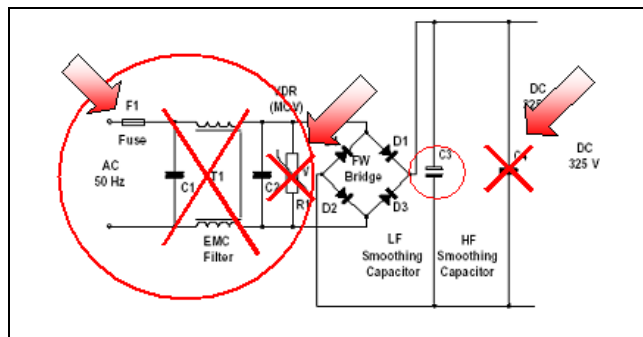 F1
Fuse
AC
50 Hz
C1
T1
EMC
Filter
C2
VDR
(MOV)
V
R1
D1
FW
Bridge
D2
D3
C3
LF
Smoothing
Capacitor
HF
Smoothing
Capacitor
DC
C4
DC
325 V